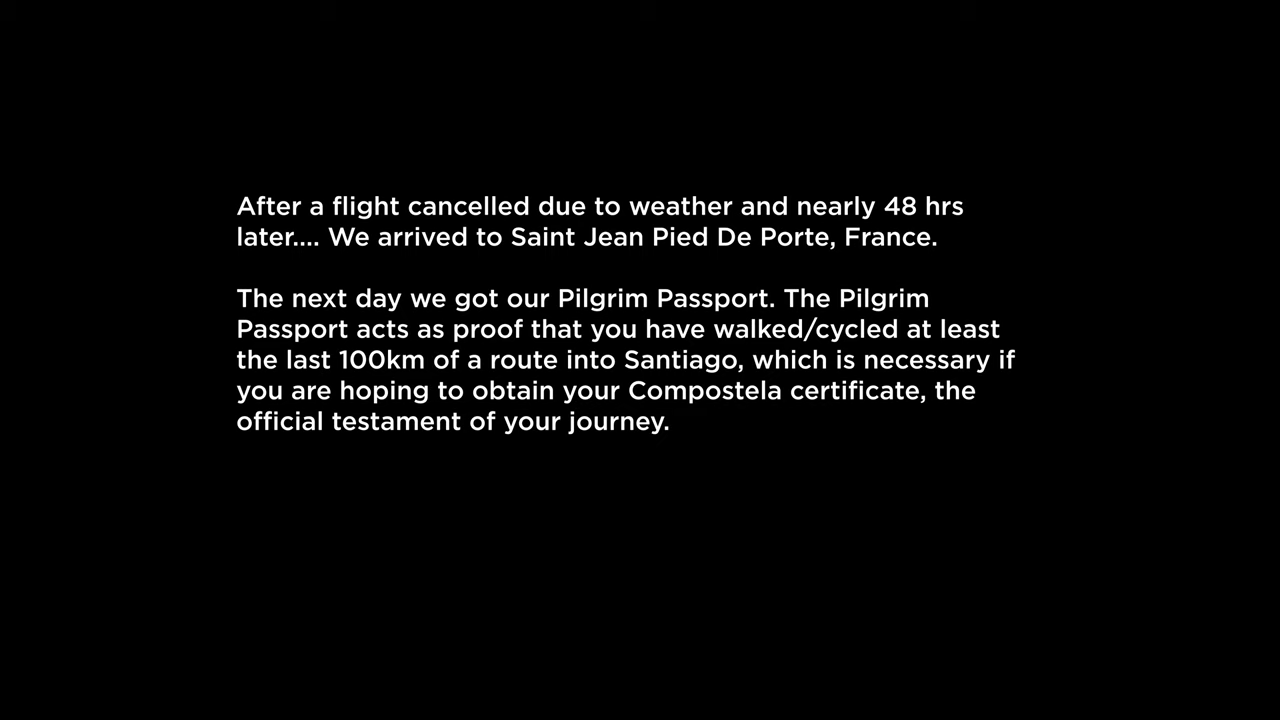 After a flight cancelled due to weather and nearly 48 hrs
later.... We arrived to Saint Jean Pied De Porte, France.
The next day we got our Pilgrim Passport. The Pilgrim
Passport acts as proof that you have walked/cycled at least
the last 100km of a route into Santiago, which is necessary if
you are hoping to obtain your Compostela certificate, the
official testament of your journey.